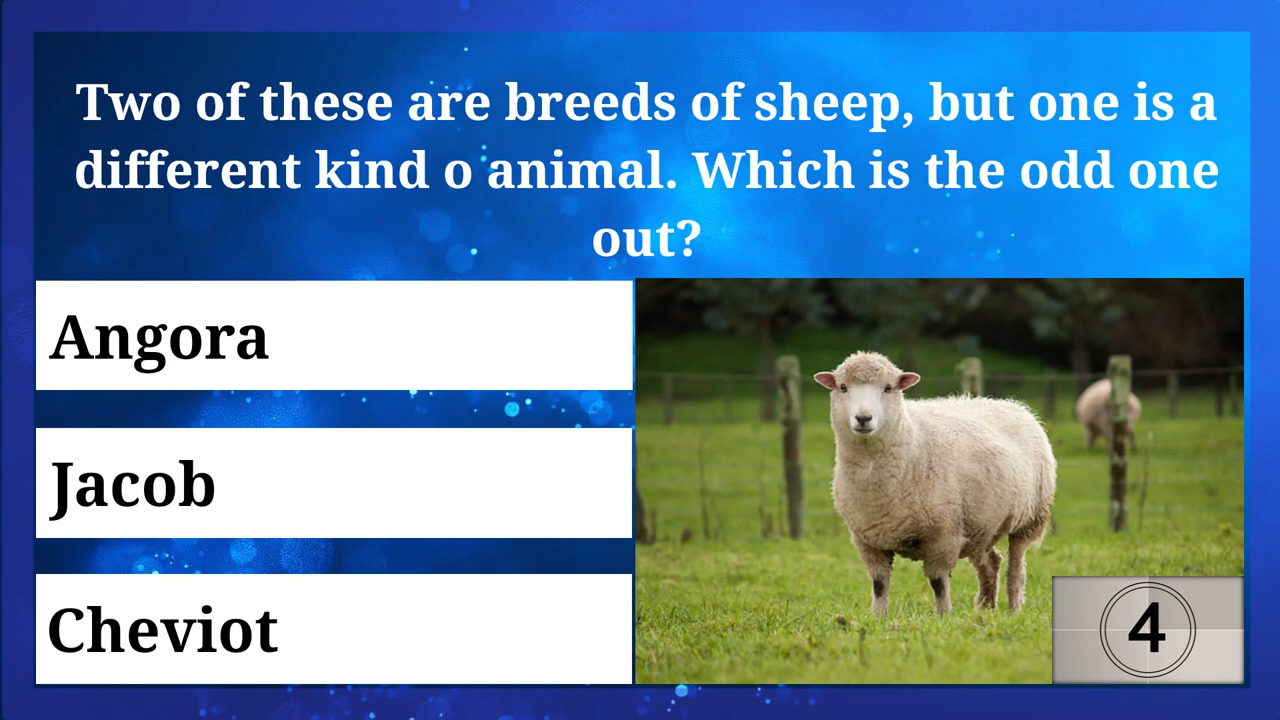 Two of these are breeds of sheep, but one is a
different kind o animal. Which is the odd one
out?
Angora
Jacob
Cheviot
4